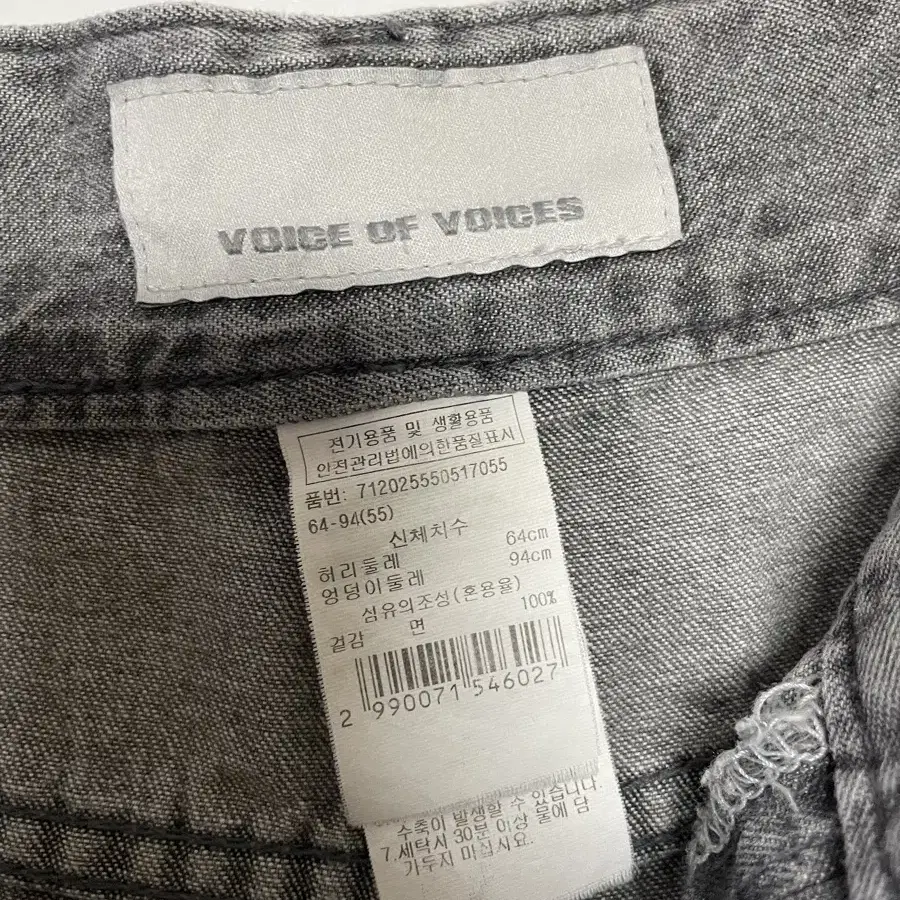 VOICE OF VOICES
전기용품 및 생활용품
안전관리법에의한품질표시
품번: 712025550517055
64-94(55)
신체치수
허리둘레 64cm
엉덩이둘레 94cm
섬유의조성(혼용율)
겉감 면 100%
2 990071 546027
수축이 발생할 수 있습니다.
7.세탁시 30분 이상 물에 담
가두지 마십시요.